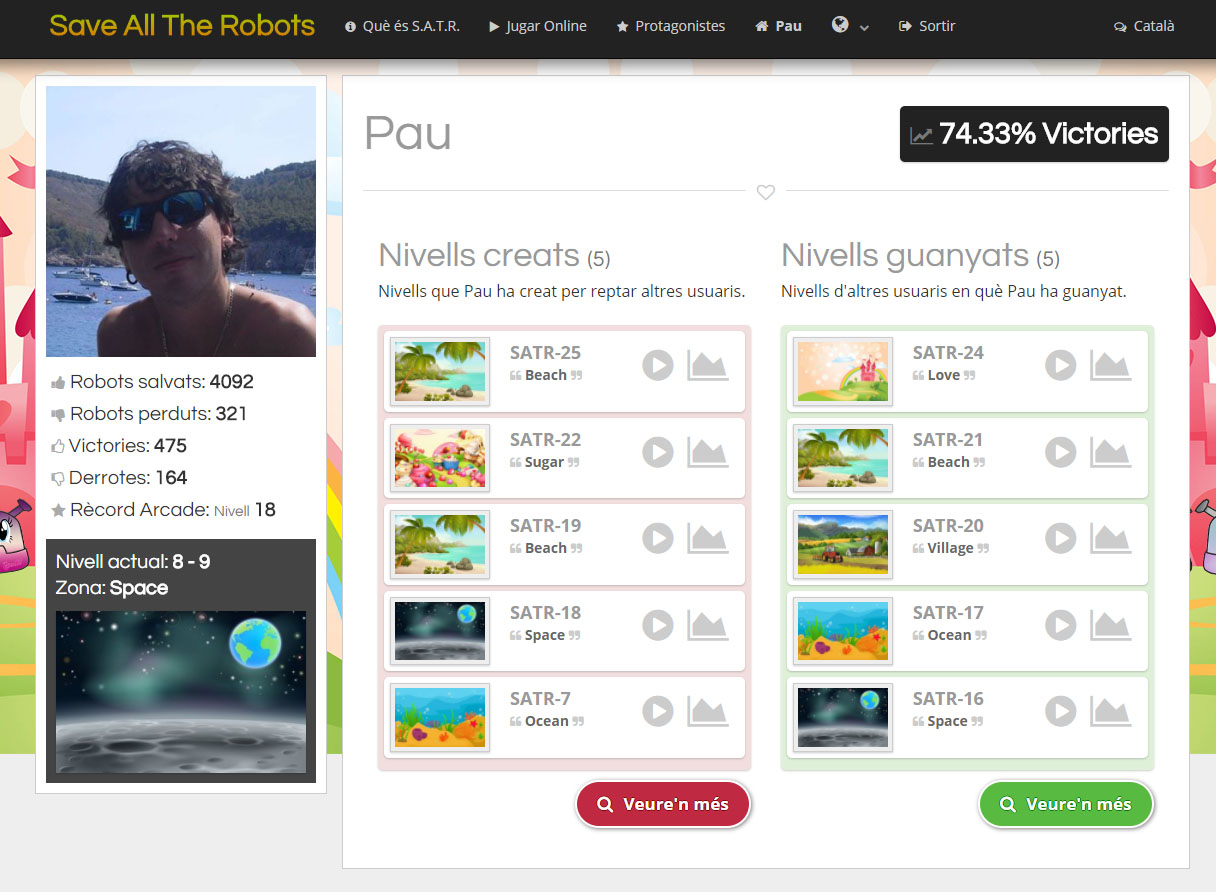 Save All The Robots
Què és S.A.T.R.
Jugar Online
Protagonistes
Pau
Sortir
Català
Robots salvats: 4092
Robots perduts: 321
Victories: 475
Derrotes: 164
Rècord Arcade: Nivell 18
Nivell actual: 8 - 9
Zona: Space
Pau
74.33% Victories
Nivells creats (5)
Nivells que Pau ha creat per reptar altres usuaris.
SATR-25
❝ Beach ❞
SATR-22
❝ Sugar ❞
SATR-19
❝ Beach ❞
SATR-18
❝ Space ❞
SATR-7
❝ Ocean ❞
Veure'n més
Nivells guanyats (5)
Nivells d'altres usuaris en què Pau ha guanyat.
SATR-24
❝ Love ❞
SATR-21
❝ Beach ❞
SATR-20
❝ Village ❞
SATR-17
❝ Ocean ❞
SATR-16
❝ Space ❞
Veure'n més